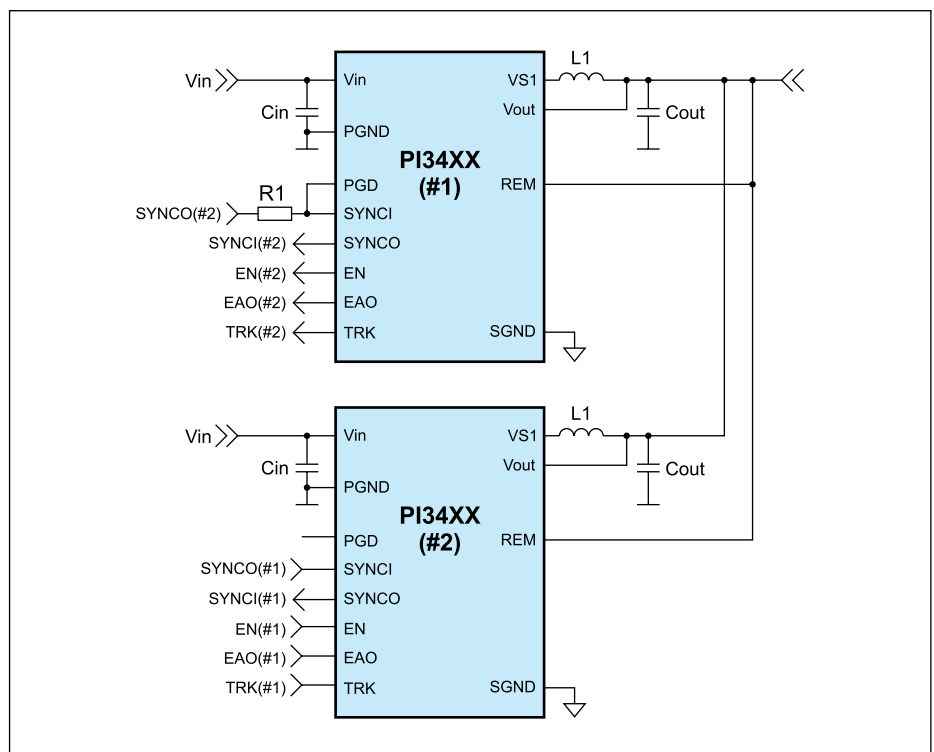 L1
Vin
Vin
VS1
Cin
Vout
Cout
PGND
PI34XX
(#1)
PGD
REM
R1
SYNCO(#2)
SYNCI
SYNCI(#2)
SYNCO
EN(#2)
EN
EAO(#2)
EAO
TRK(#2)
TRK
SGND
L1
Vin
Vin
VS1
Cin
Vout
Cout
PGND
PI34XX
(#2)
PGD
REM
SYNCO(#1)
SYNCI
SYNCI(#1)
SYNCO
EN(#1)
EN
EAO(#1)
EAO
TRK(#1)
TRK
SGND